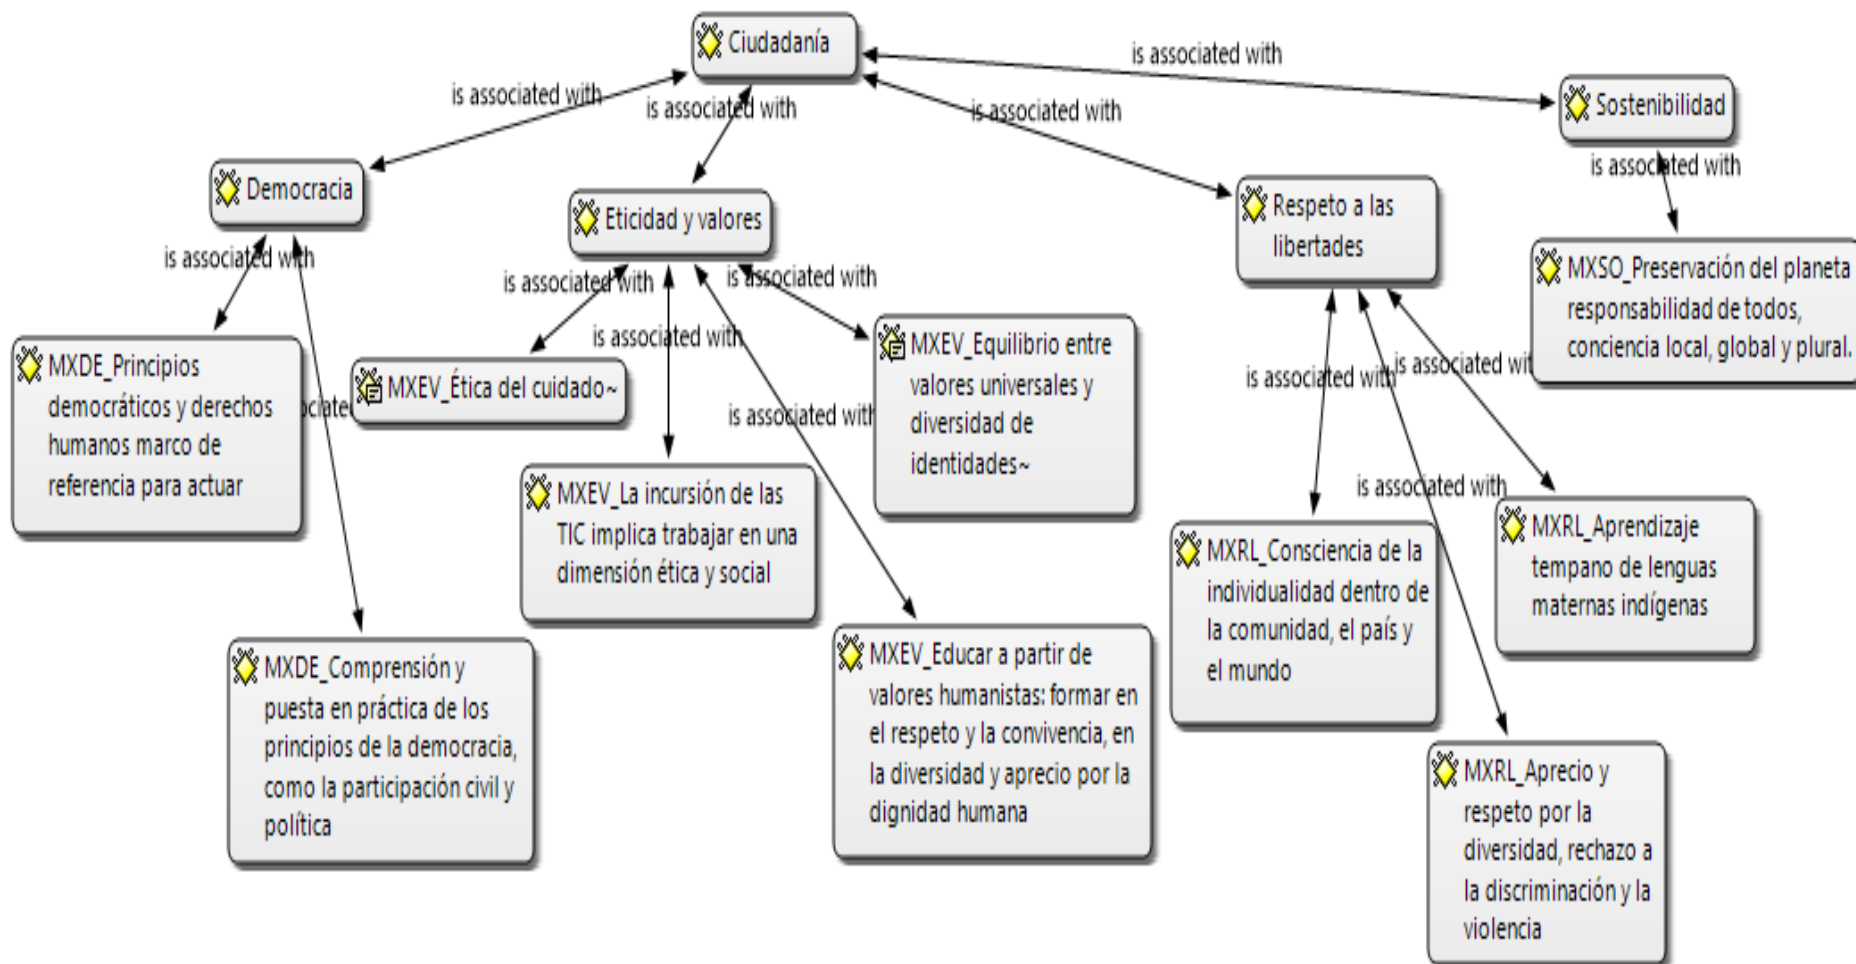 Ciudadanía
is associated with
is associated with
is associated with
is associated with
Sostenibilidad
is associated with
Democracia
Eticidad y valores
Respeto a las
libertades
is associated with
is associated with
is associated with
is associated with
is associated with
MXSO_Preservación del planeta
responsabilidad de todos,
conciencia local, global y plural.
MXDE_Principios
democráticos y derechos
humanos marco de
referencia para actuar
ociated
MXEV_Ética del cuidado~
MXEV_Equilibrio entre
valores universales y
diversidad de
identidades~
is associated with
is associated wit
is associated with
MXEV_La incursión de las
TIC implica trabajar en una
dimensión ética y social
MXRL_Consciencia de la
individualidad dentro de
la comunidad, el país y
el mundo
MXRL_Aprendizaje
tempano de lenguas
maternas indígenas
MXDE_Comprensión y
puesta en práctica de los
principios de la democracia,
como la participación civil y
política
MXEV_Educar a partir de
valores humanistas: formar en
el respeto y la convivencia, en
la diversidad y aprecio por la
dignidad humana
MXRL_Aprecio y
respeto por la
diversidad, rechazo a
la discriminación y la
violencia